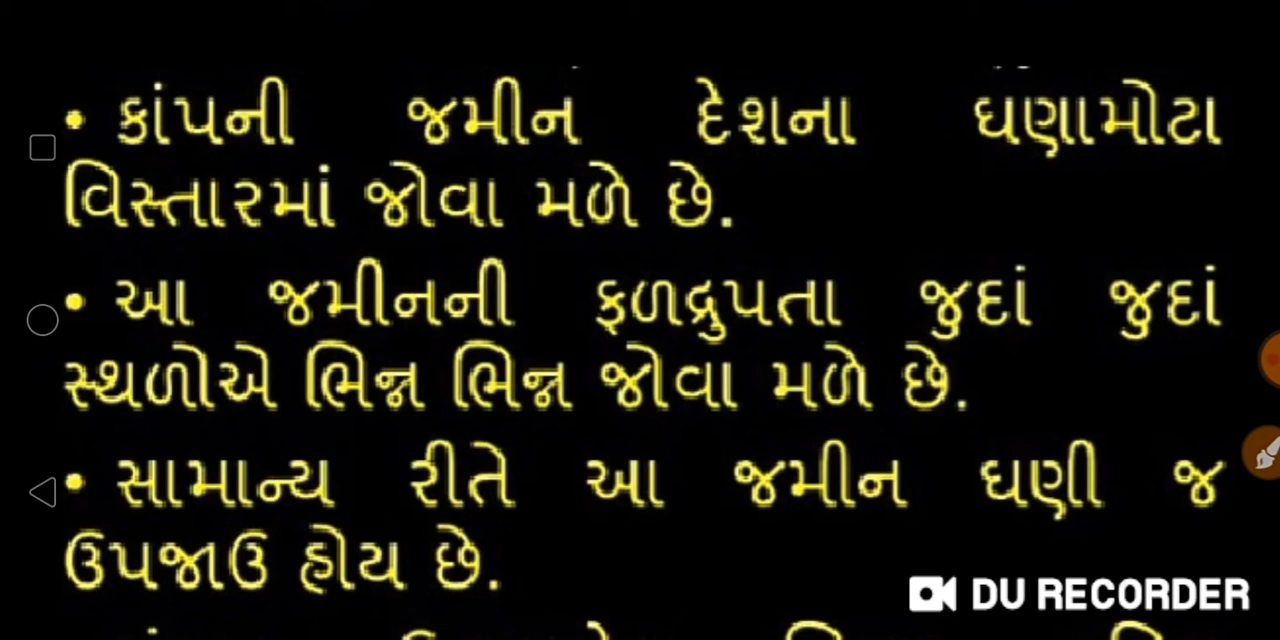 • કાંપની જમીન દેશના ઘણામોટા
વિસ્તારમાં જોવા મળે છે.
• આ જમીનની ફળદ્રુપતા જુદાં જુદાં
સ્થળોએ ભિન્ન ભિન્ન જોવા મળે છે.
• સામાન્ય રીતે આ જમીન ઘણી જ
ઉપજાઉ હોય છે.
DU RECORDER